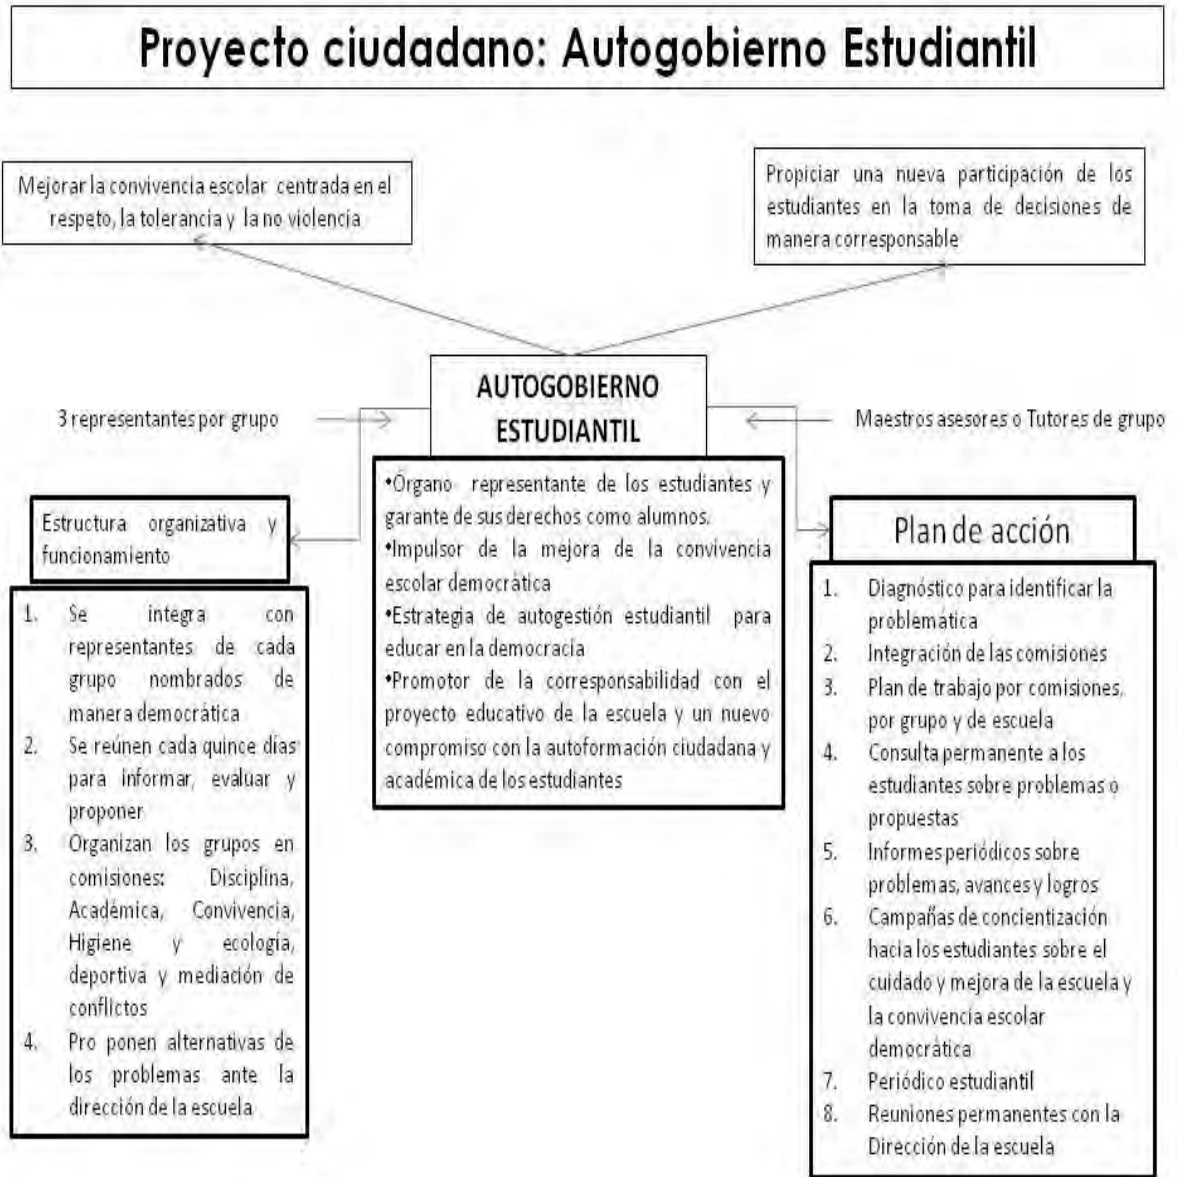 Proyecto ciudadano: Autogobierno Estudiantil
Mejorar la convivencia escolar centrada en el
respeto, la tolerancia y la no violencia
Propiciar una nueva participación de los
estudiantes en la toma de decisiones de
manera corresponsable
AUTOGOBIERNO
ESTUDIANTIL
3 representantes por grupo
Maestros asesores o Tutores de grupo
Estructura organizativa y
funcionamiento
1. Se integra con
representantes de cada
grupo nombrados de
manera democrática
2. Se reúnen cada quince días
para informar, evaluar y
proponer
3. Organizan los grupos en
comisiones: Disciplina,
Académica, Convivencia,
Higiene y ecología,
deportiva y mediación de
conflictos
4. Pro ponen alternativas de
los problemas ante la
dirección de la escuela
•Órgano representante de los estudiantes y
garante de sus derechos como alumnos.
•Impulsor de la mejora de la convivencia
escolar democrática
•Estrategia de autogestión estudiantil para
educar en la democracia
•Promotor de la corresponsabilidad con el
proyecto educativo de la escuela y un nuevo
compromiso con la autoformación ciudadana y
académica de los estudiantes
Plan de acción
1. Diagnóstico para identificar la
problemática
2. Integración de las comisiones
3. Plan de trabajo por comisiones,
por grupo y de escuela
4. Consulta permanente a los
estudiantes sobre problemas o
propuestas
5. Informes periódicos sobre
problemas, avances y logros
6. Campañas de concientización
hacia los estudiantes sobre el
cuidado y mejora de la escuela y
la convivencia escolar
democrática
7. Periódico estudiantil
8. Reuniones permanentes con la
Dirección de la escuela